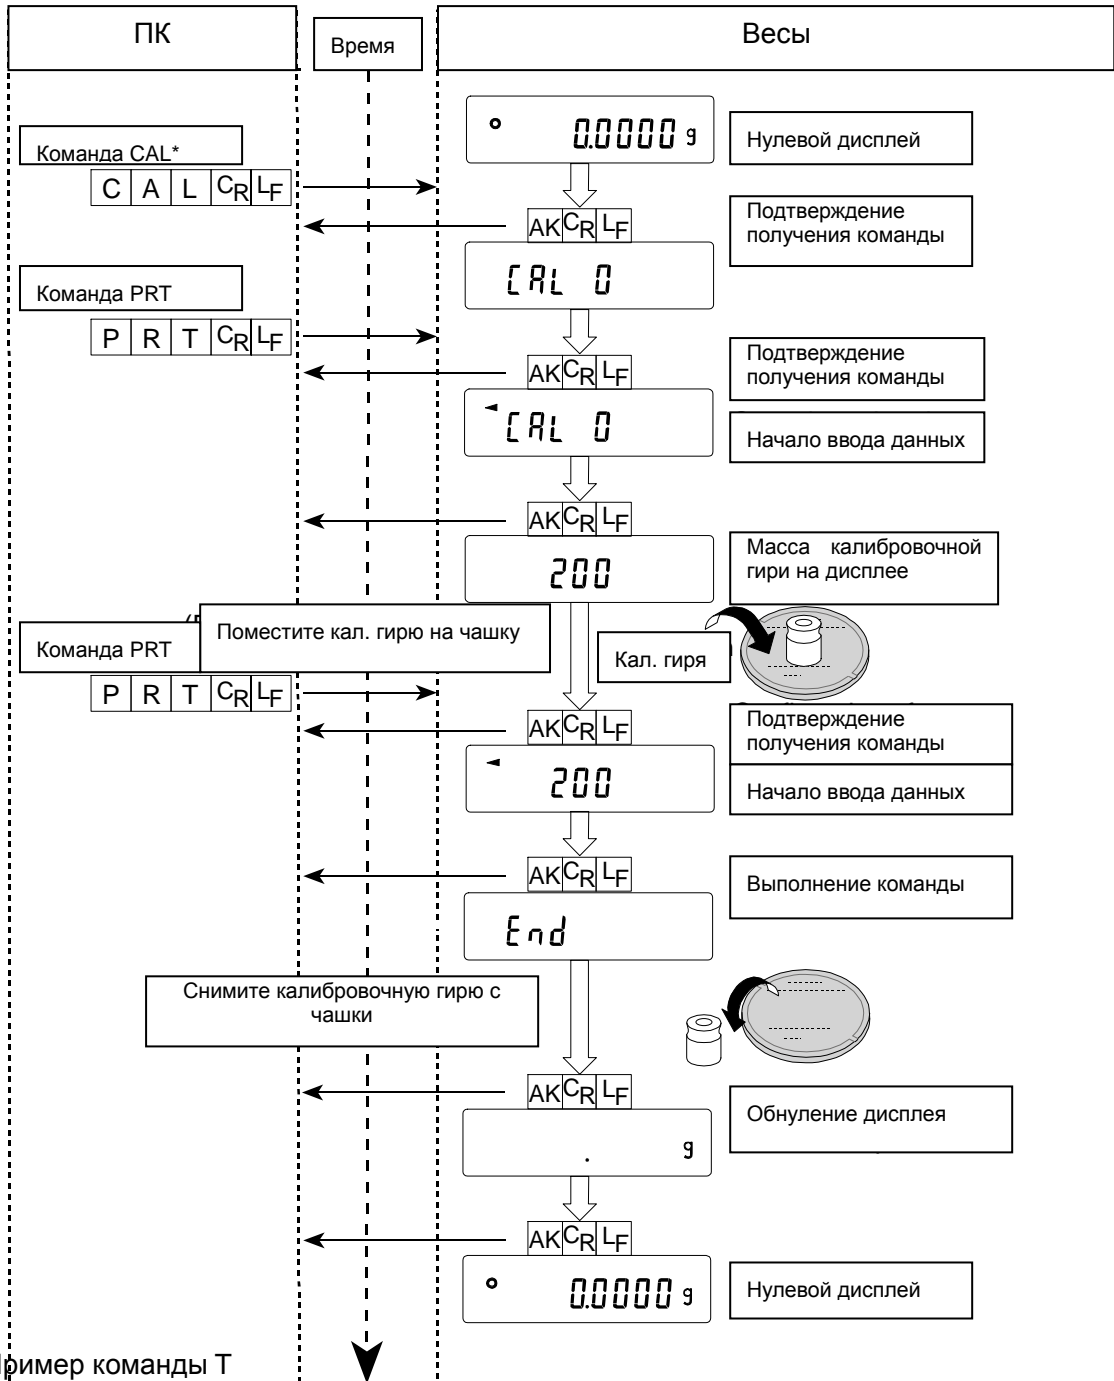 ПК
Время
Весы
0.0000 g
Нулевой дисплей
Команда CAL*
C A L CR LF
AK CR LF
Подтверждение
получения команды
CAL 0
Команда PRT
P R T CR LF
AK CR LF
Подтверждение
получения команды
CAL 0
Начало ввода данных
AK CR LF
200
Масса калибровочной
гири на дисплее
Поместите кал. гирю на чашку
Команда PRT
Кал. гиря
P R T CR LF
AK CR LF
Подтверждение
получения команды
200
Начало ввода данных
AK CR LF
Выполнение команды
End
Снимите калибровочную гирю с
чашки
AK CR LF
Обнуление дисплея
. g
AK CR LF
0.0000 g
Нулевой дисплей
Пример команды T